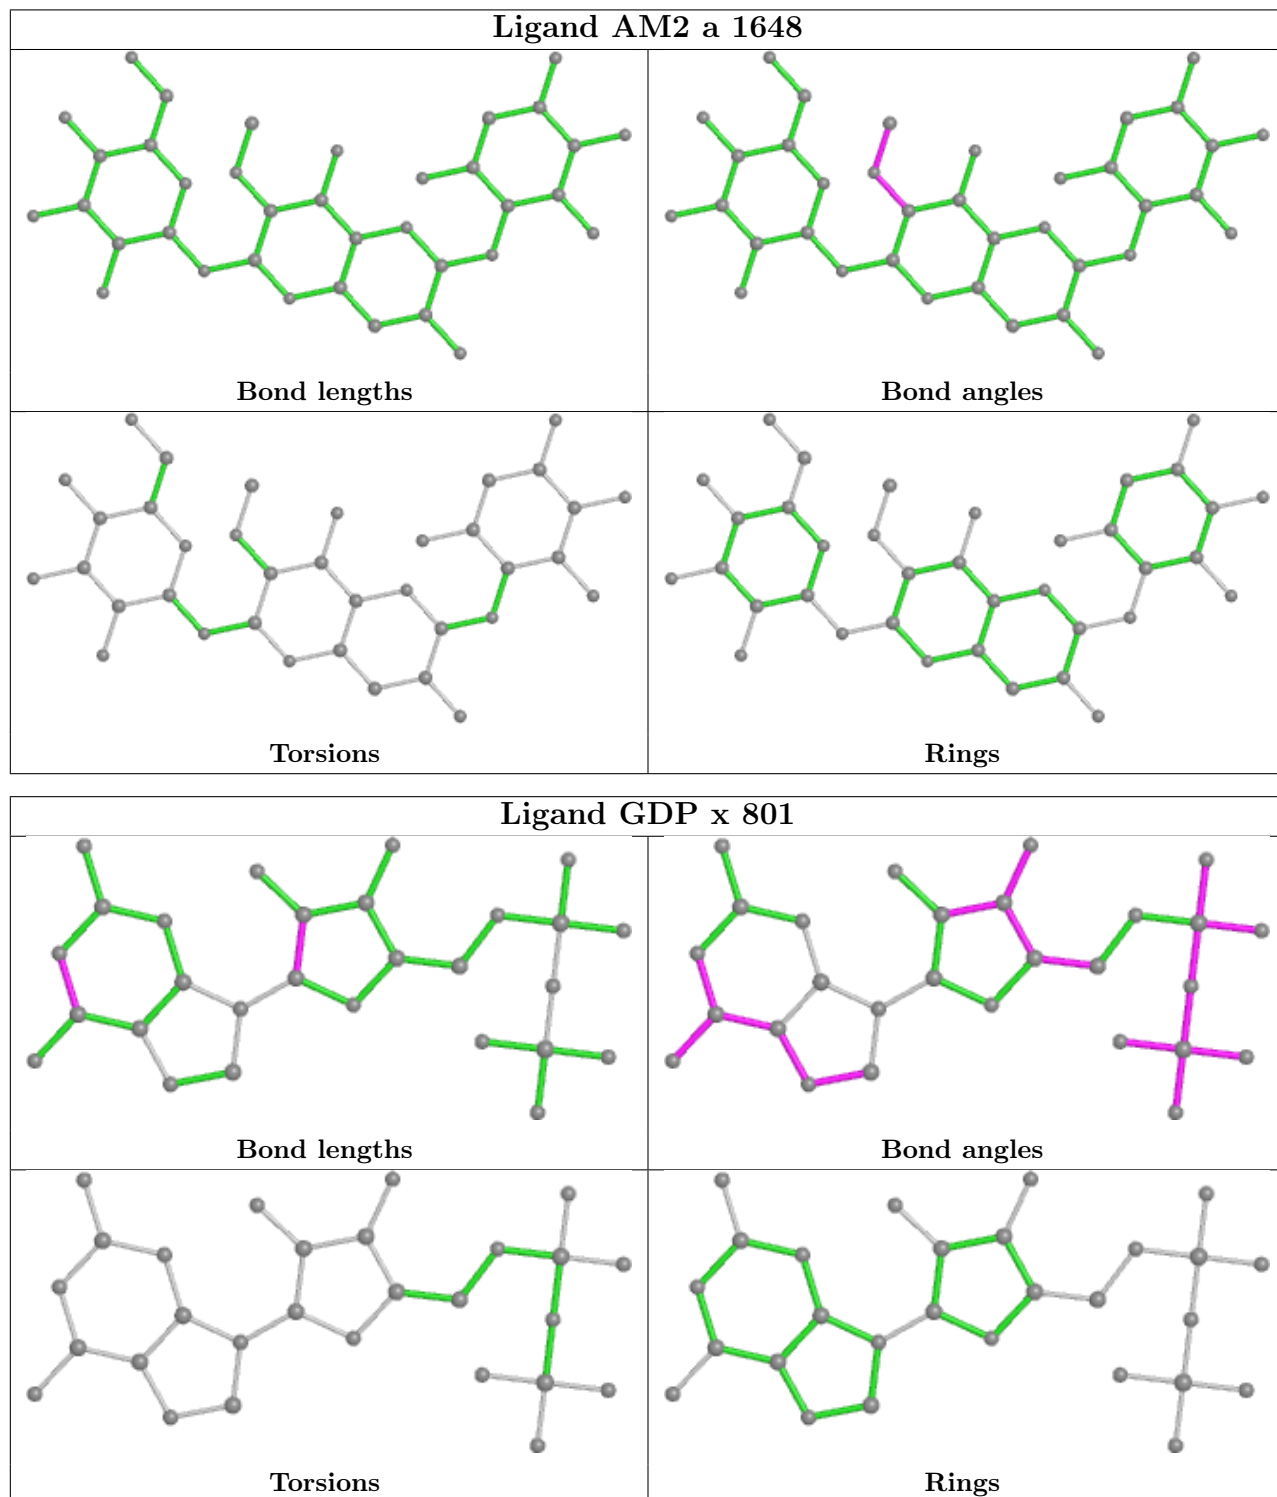 Ligand AM2 a 1648
Bond lengths
Bond angles
Torsions
Rings
Ligand GDP x 801
Bond lengths
Bond angles
Torsions
Rings